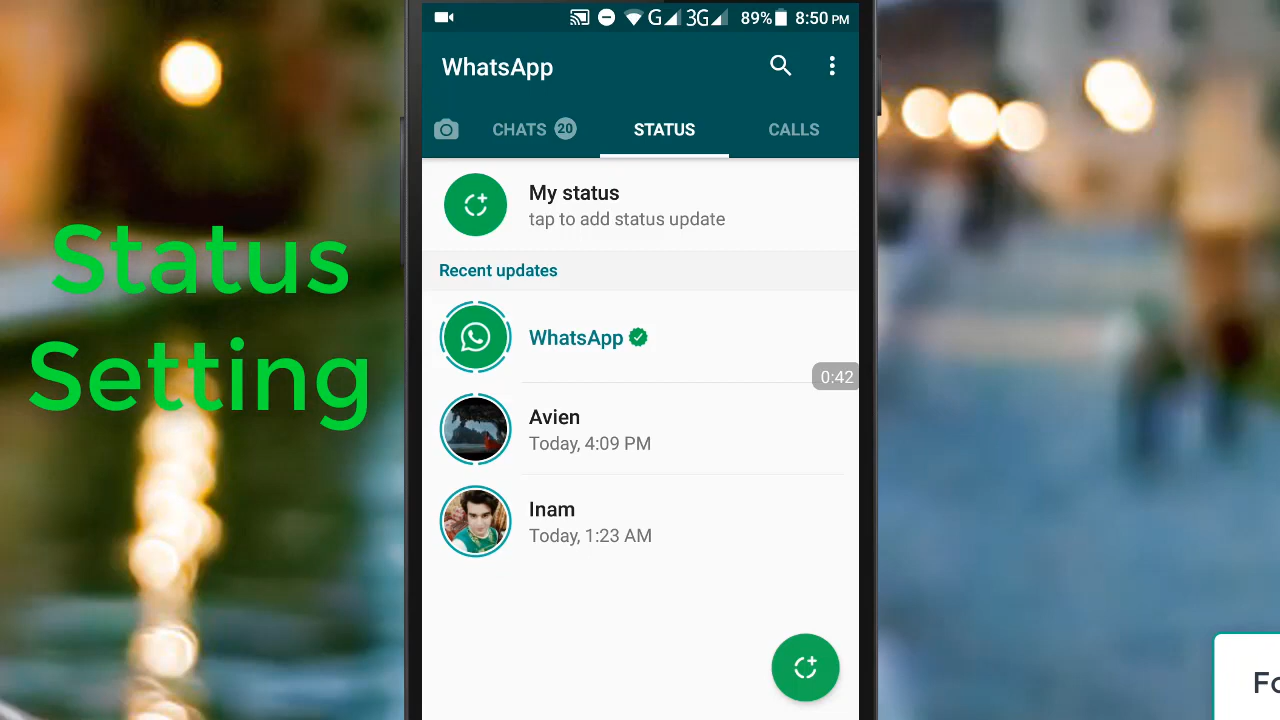 G 3G 89% 8:50 PM
WhatsApp
CHATS 20 STATUS CALLS
My status
tap to add status update
Recent updates
WhatsApp
0:42
Avien
Today, 4:09 PM
Inam
Today, 1:23 AM
Status
Setting